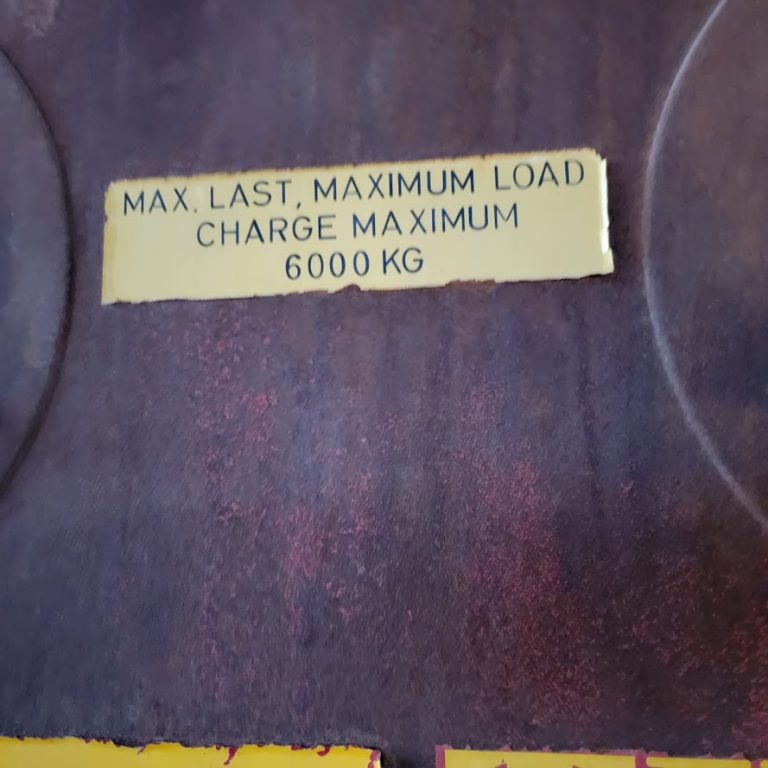 MAX. LAST, MAXIMUM LOAD
CHARGE MAXIMUM
6000 KG